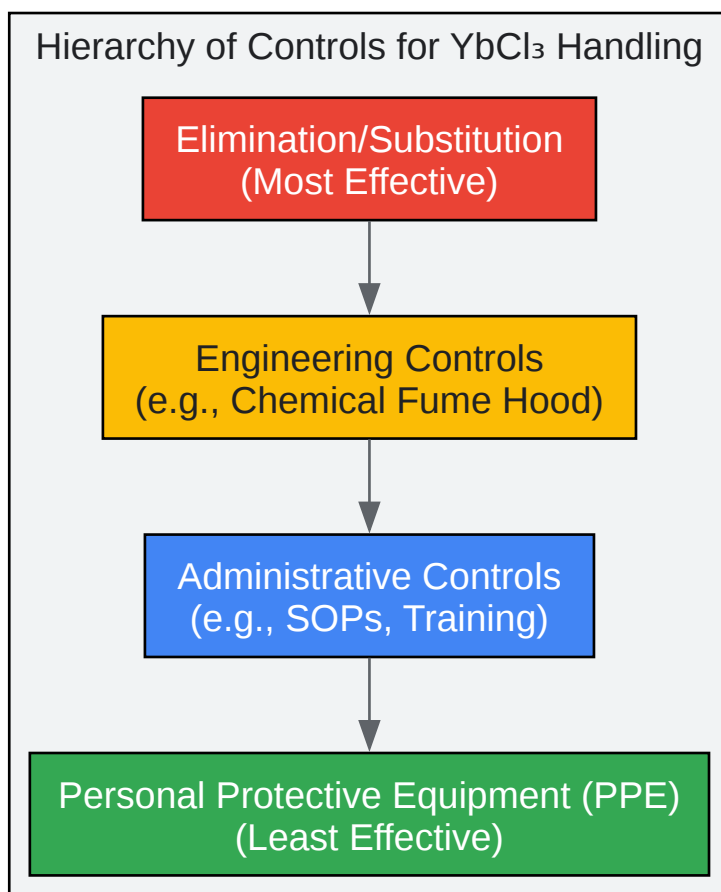 Hierarchy of Controls for YbCl₃ Handling
Elimination/Substitution
(Most Effective)
Engineering Controls
(e.g., Chemical Fume Hood)
Administrative Controls
(e.g., SOPs, Training)
Personal Protective Equipment (PPE)
(Least Effective)